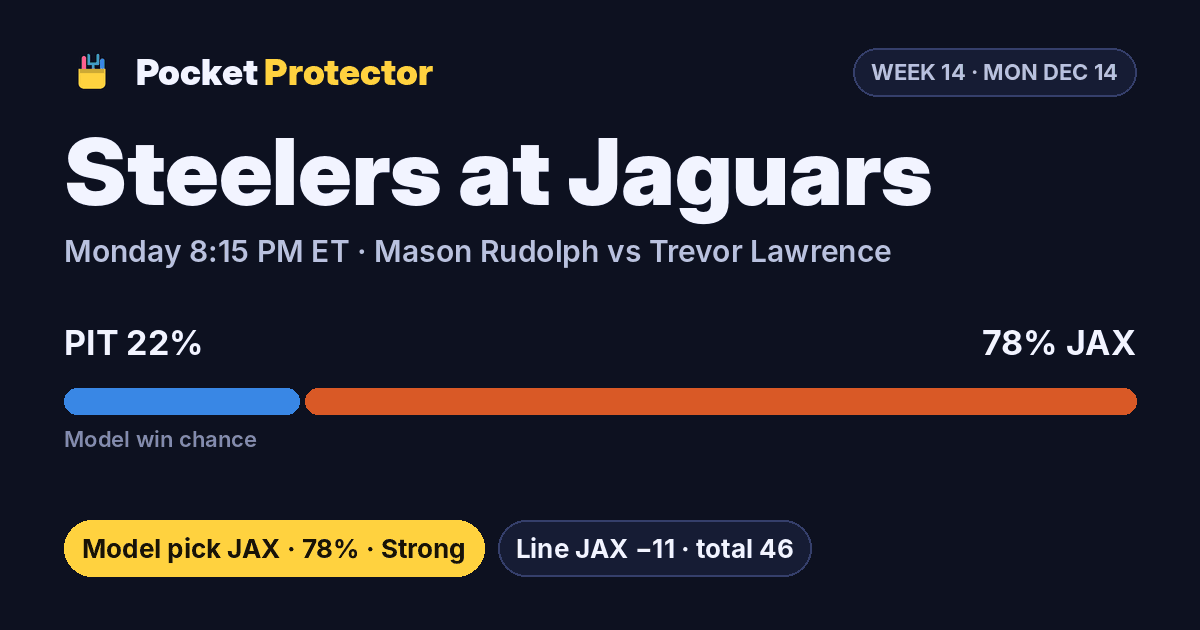 Pocket Protector
WEEK 14 · MON DEC 14
Steelers at Jaguars
Monday 8:15 PM ET · Mason Rudolph vs Trevor Lawrence
PIT 22%
78% JAX
Model win chance
Model pick JAX · 78% · Strong
Line JAX −11 · total 46